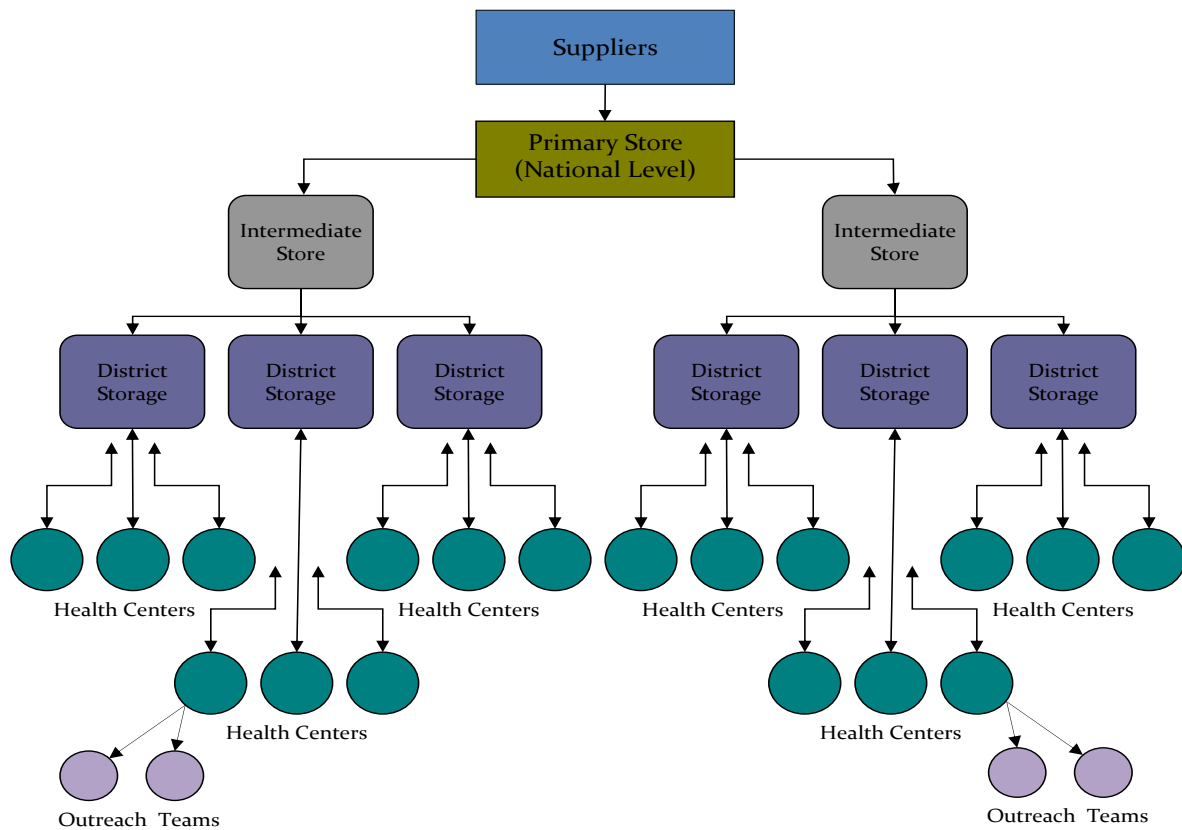 Suppliers
Primary Store
(National Level)
Intermediate
Store
Intermediate
Store
District
Storage
District
Storage
District
Storage
District
Storage
District
Storage
District
Storage
Health Centers
Health Centers
Health Centers
Health Centers
Health Centers
Health Centers
Outreach Teams
Outreach Teams